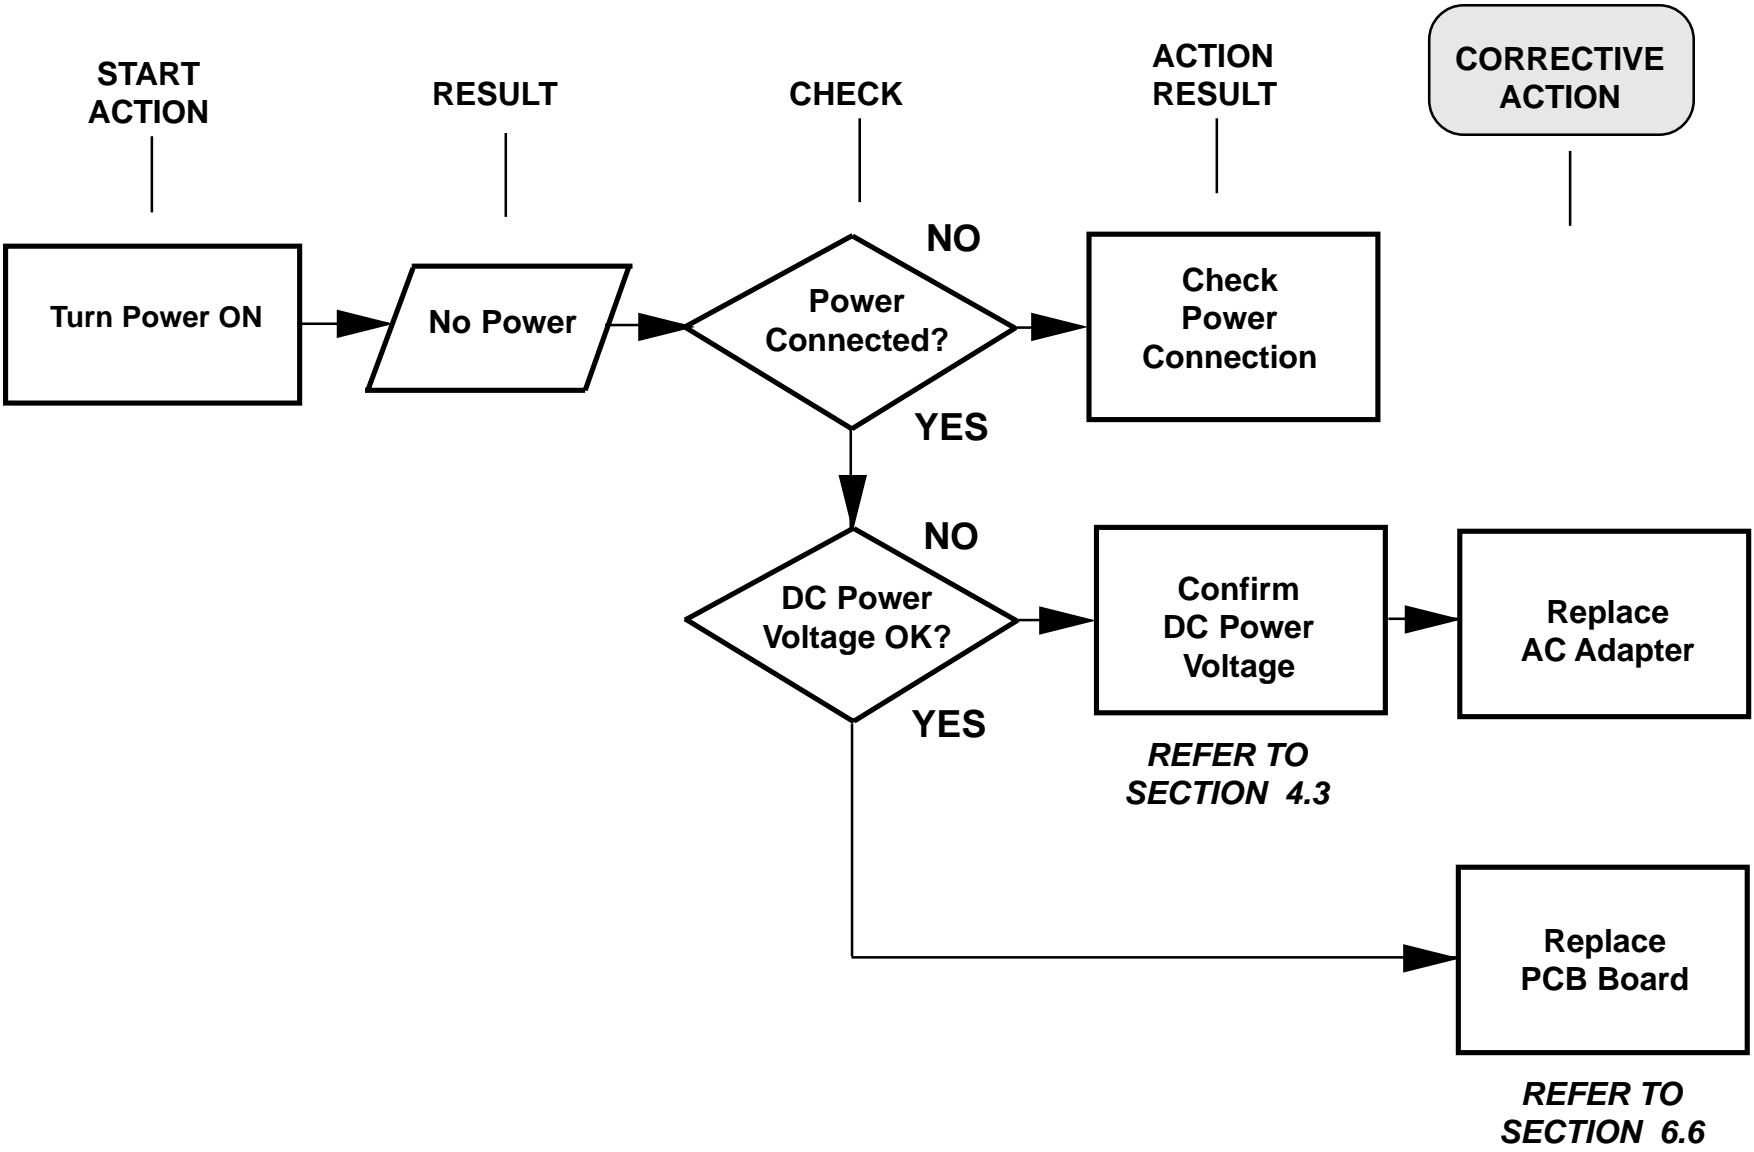 START
ACTION
RESULT
CHECK
ACTION
RESULT
CORRECTIVE
ACTION
Turn Power ON
No Power
Power
Connected?
NO
YES
Check
Power
Connection
DC Power
Voltage OK?
NO
YES
Confirm
DC Power
Voltage
REFER TO
SECTION 4.3
Replace
AC Adapter
Replace
PCB Board
REFER TO
SECTION 6.6